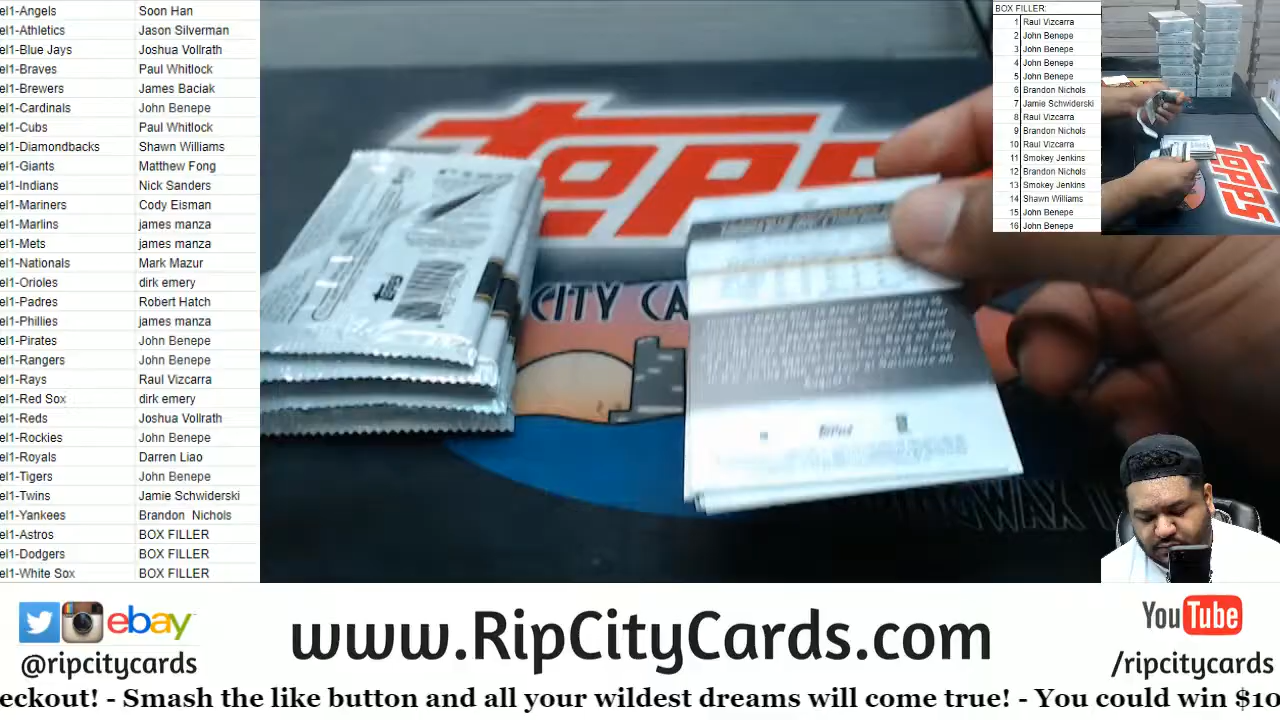 el1-Angels Soon Han
el1-Athletics Jason Silverman
el1-Blue Jays Joshua Vollrath
el1-Braves Paul Whitlock
el1-Brewers James Baciak
el1-Cardinals John Benepe
el1-Cubs Paul Whitlock
el1-Diamondbacks Shawn Williams
el1-Giants Matthew Fong
el1-Indians Nick Sanders
el1-Mariners Cody Eisman
el1-Marlins james manza
el1-Mets james manza
el1-Nationals Mark Mazur
el1-Orioles dirk emery
el1-Padres Robert Hatch
el1-Phillies james manza
el1-Pirates John Benepe
el1-Rangers John Benepe
el1-Rays Raul Vizcarra
el1-Red Sox dirk emery
el1-Reds Joshua Vollrath
el1-Rockies John Benepe
el1-Royals Darren Liao
el1-Tigers John Benepe
el1-Twins Jamie Schwiderski
el1-Yankees Brandon Nichols
el1-Astros BOX FILLER
el1-Dodgers BOX FILLER
el1-White Sox BOX FILLER
topps
topps
CITY CA
WAX
BOX FILLER:
1 Raul Vizcarra
2 John Benepe
3 John Benepe
4 John Benepe
5 John Benepe
6 Brandon Nichols
7 Jamie Schwiderski
8 Raul Vizcarra
9 Brandon Nichols
10 Raul Vizcarra
11 Smokey Jenkins
12 Brandon Nichols
13 Smokey Jenkins
14 Shawn Williams
15 John Benepe
16 John Benepe
topps
ebay
@ripcitycards
www.RipCityCards.com
YouTube
/ripcitycards
eckout! - Smash the like button and all your wildest dreams will come true! - You could win $10